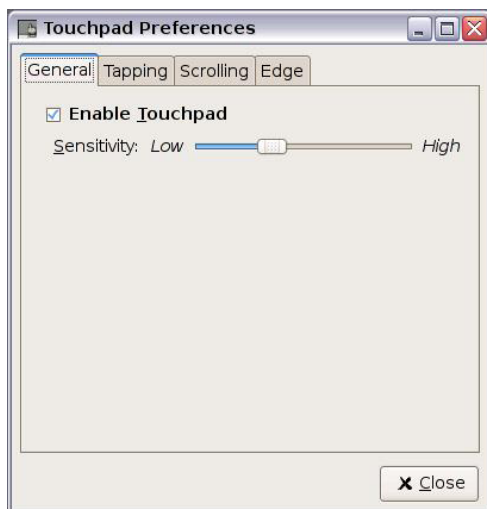 Touchpad Preferences
General Tapping Scrolling Edge
Enable Touchpad
Sensitivity: Low High
Close